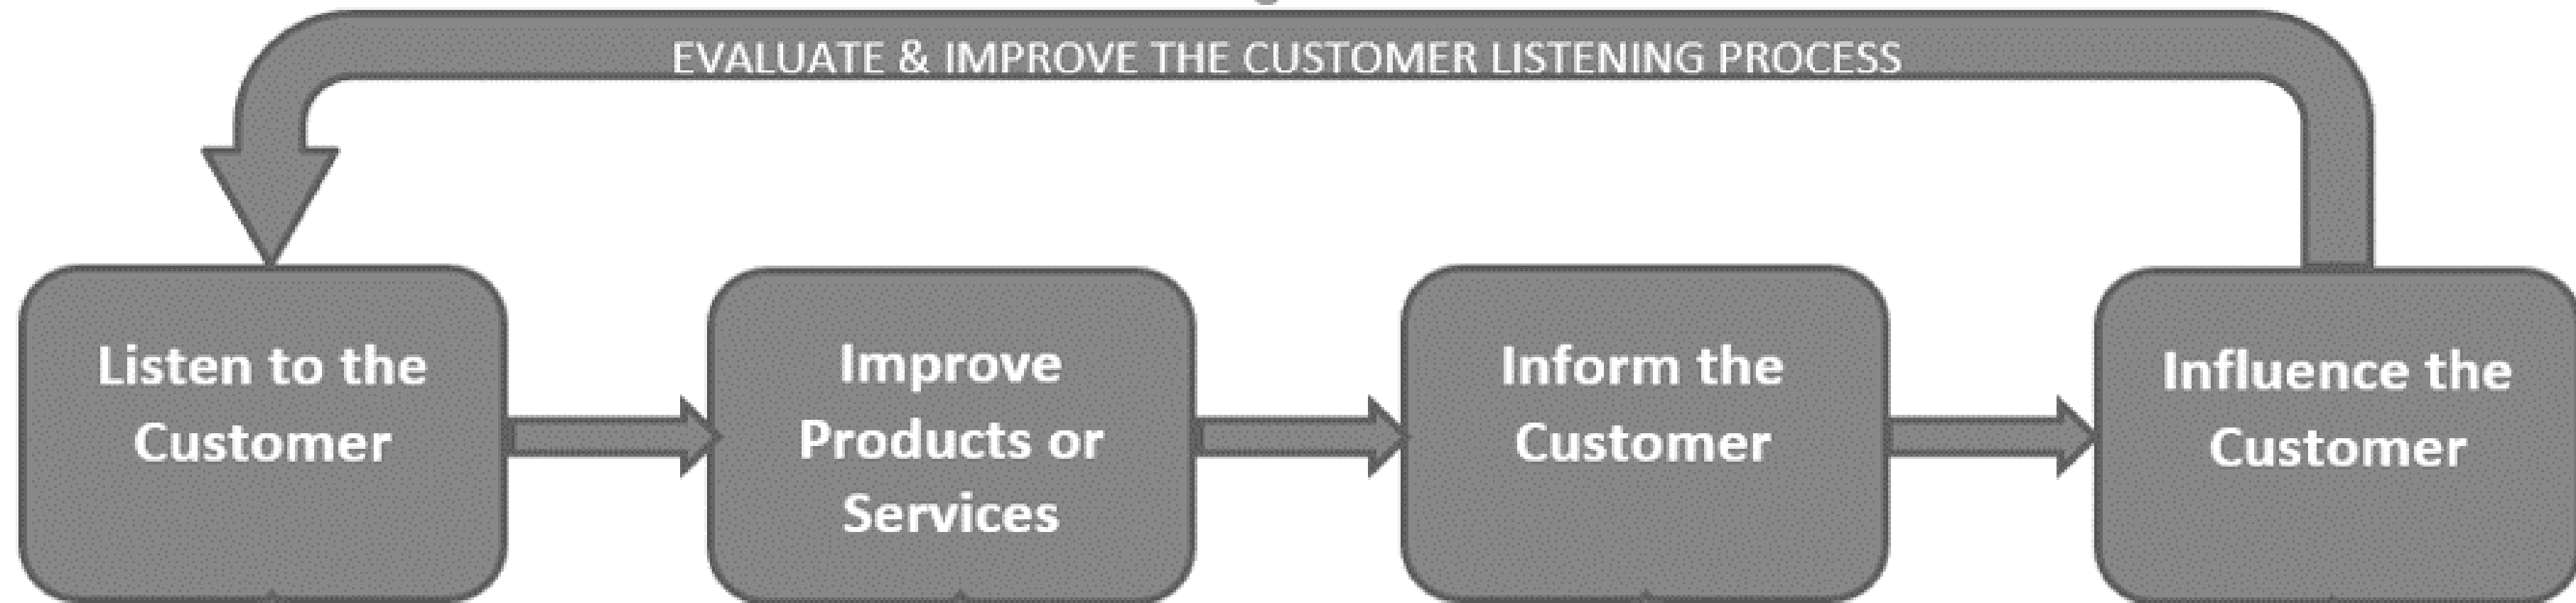 EVALUATE & IMPROVE THE CUSTOMER LISTENING PROCESS
Listen to the
Customer
Improve
Products or
Services
Inform the
Customer
Influence the
Customer